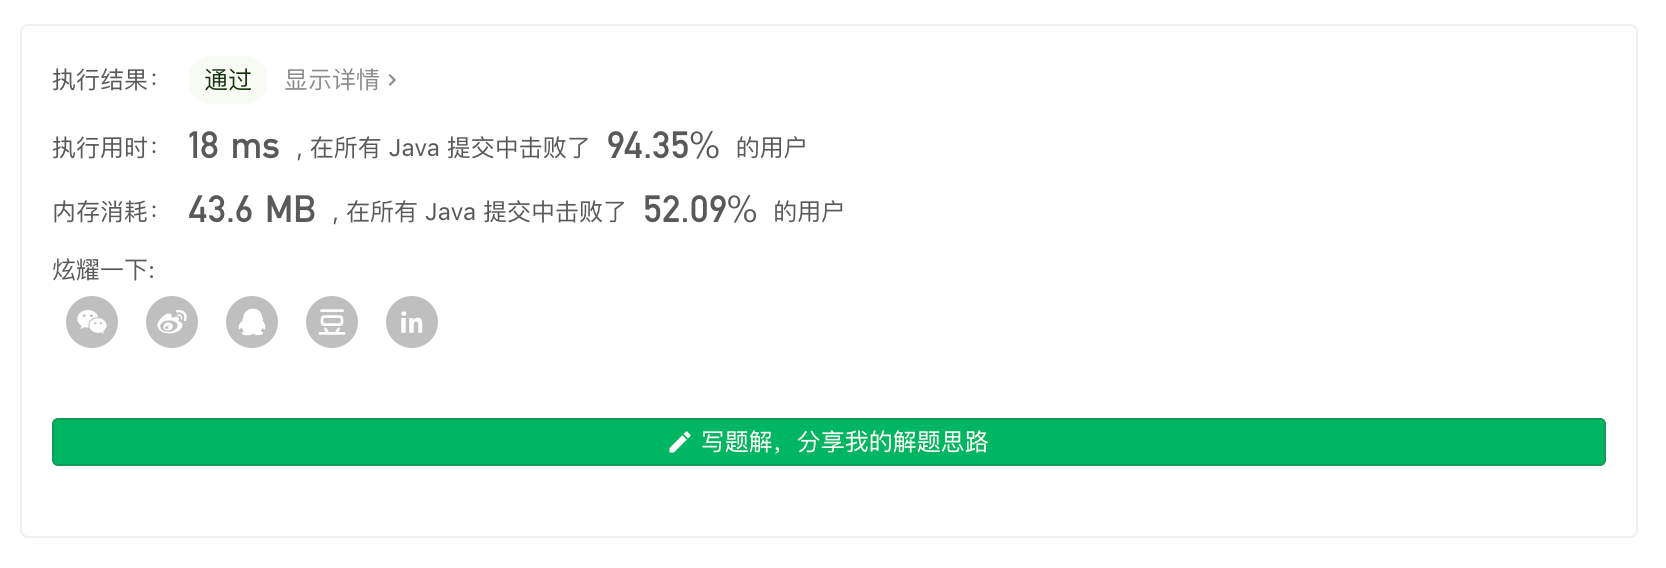 执行结果： 通过 显示详情 >
执行用时： 18 ms , 在所有 Java 提交中击败了 94.35% 的用户
内存消耗： 43.6 MB , 在所有 Java 提交中击败了 52.09% 的用户
炫耀一下:
豆 in
写题解，分享我的解题思路